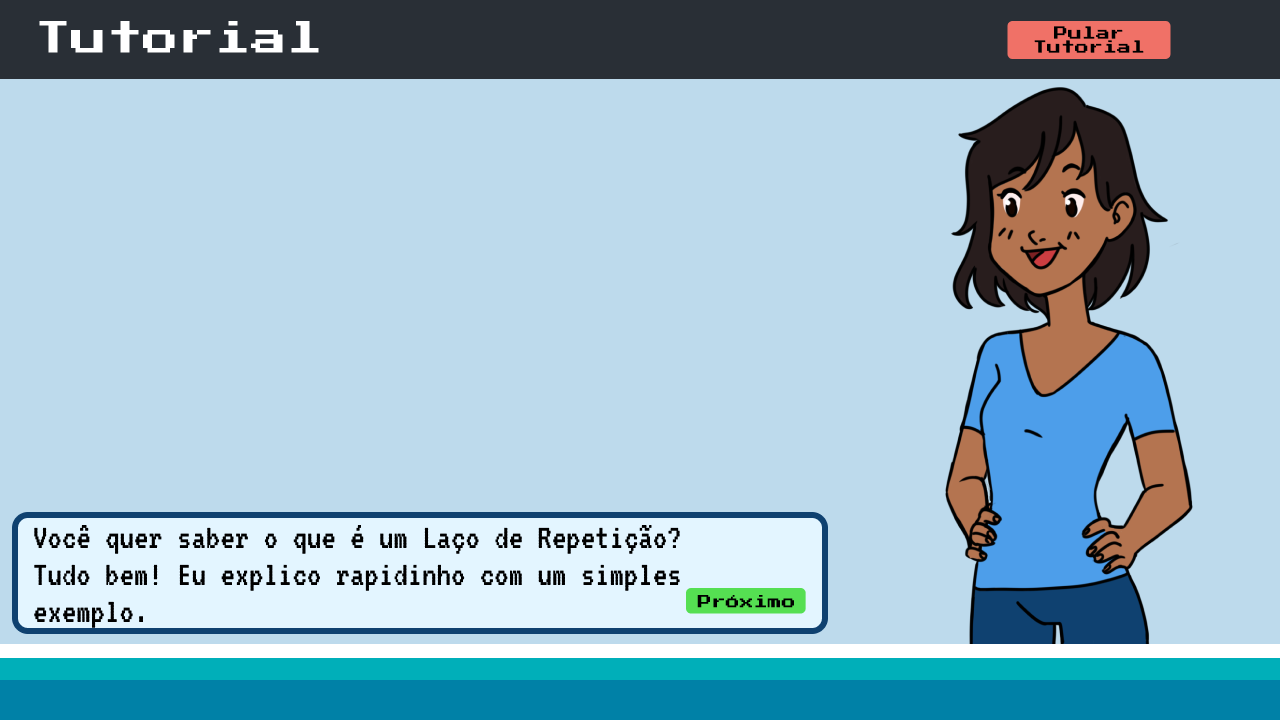 Tutorial
Pular
Tutorial
Você quer saber o que é um Laço de Repetição?
Tudo bem! Eu explico rapidinho com um simples
exemplo.
Próximo